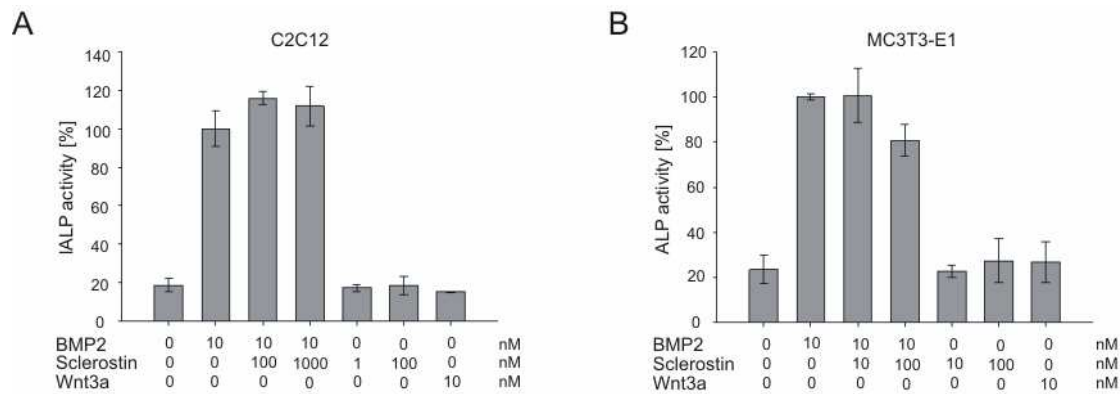 A
C2C12
140
120
100
80
60
40
20
0
IALP activity [%]
BMP2 0 10 10 10 0 0 0 nM
Sclerostin 0 0 100 1000 1 100 0 nM
Wnt3a 0 0 0 0 0 0 10 nM
B
MC3T3-E1
120
100
80
60
40
20
0
ALP activity [%]
BMP2 0 10 10 10 0 0 0 nM
Sclerostin 0 0 10 100 10 100 0 nM
Wnt3a 0 0 0 0 0 0 10 nM